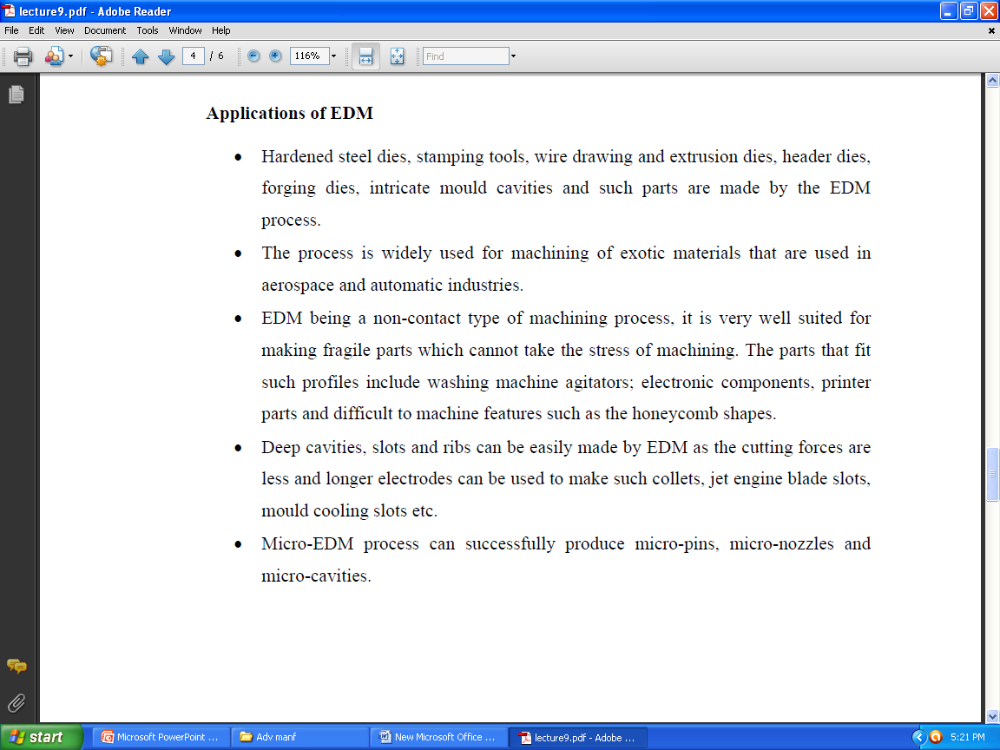 lecture9.pdf - Adobe Reader
File Edit View Document Tools Window Help
4 / 6 116% Find
Applications of EDM
• Hardened steel dies, stamping tools, wire drawing and extrusion dies, header dies,
forging dies, intricate mould cavities and such parts are made by the EDM
process.
• The process is widely used for machining of exotic materials that are used in
aerospace and automatic industries.
• EDM being a non-contact type of machining process, it is very well suited for
making fragile parts which cannot take the stress of machining. The parts that fit
such profiles include washing machine agitators; electronic components, printer
parts and difficult to machine features such as the honeycomb shapes.
• Deep cavities, slots and ribs can be easily made by EDM as the cutting forces are
less and longer electrodes can be used to make such collets, jet engine blade slots,
mould cooling slots etc.
• Micro-EDM process can successfully produce micro-pins, micro-nozzles and
micro-cavities.
start Microsoft PowerPoint ... Adv manf New Microsoft Office ... lecture9.pdf - Adobe ... 5:21 PM